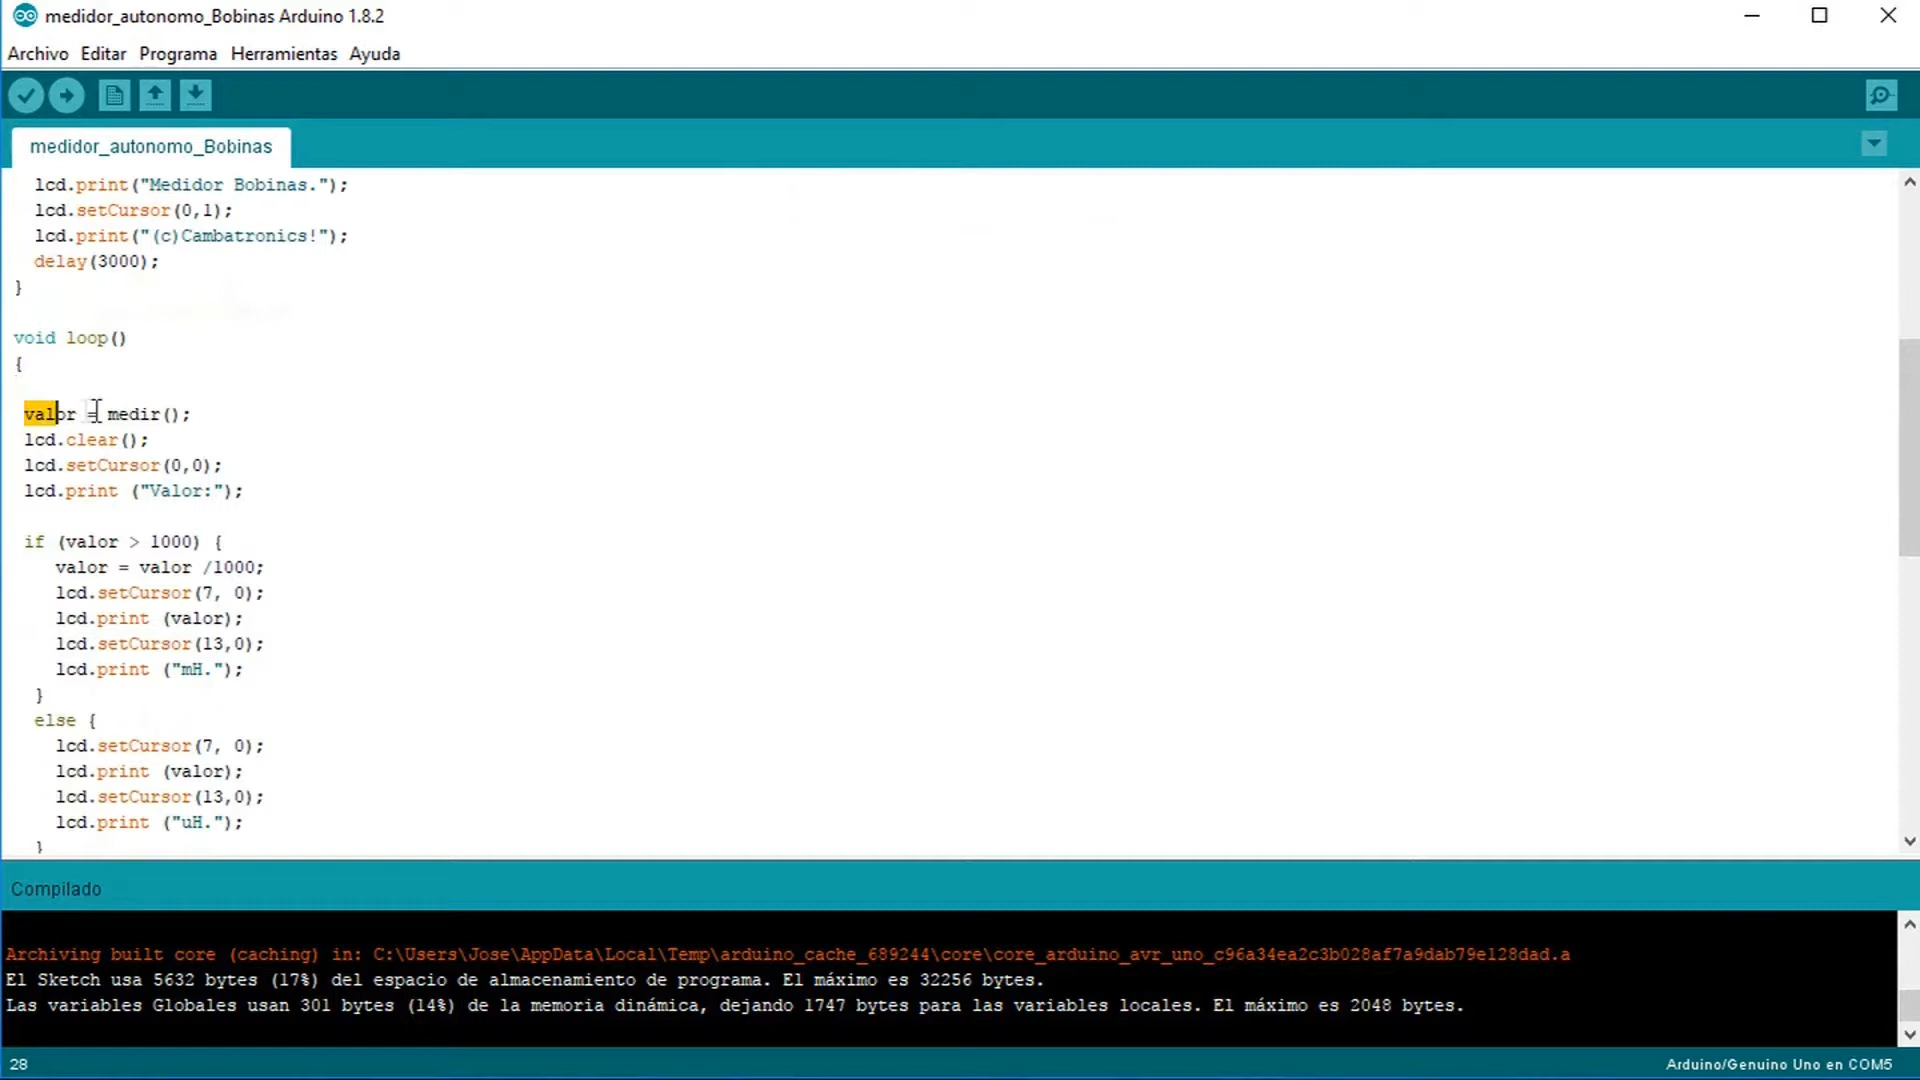 medidor_autonomo_Bobinas Arduino 1.8.2
Archivo Editar Programa Herramientas Ayuda
medidor_autonomo_Bobinas
lcd.print("Medidor Bobinas.");
lcd.setCursor(0,1);
lcd.print("(c)Cambatronics!");
delay(3000);
}
void loop()
{
valor = medir();
lcd.clear();
lcd.setCursor(0,0);
lcd.print ("Valor:");
if (valor > 1000) {
valor = valor /1000;
lcd.setCursor(7, 0);
lcd.print (valor);
lcd.setCursor(13,0);
lcd.print ("mH.");
}
else {
lcd.setCursor(7, 0);
lcd.print (valor);
lcd.setCursor(13,0);
lcd.print ("uH.");
}
Compilado
Archiving built core (caching) in: C:\Users\Jose\AppData\Local\Temp\arduino_cache_689244\core\core_arduino_avr_uno_c96a34ea2c3b028af7a9dab79e128dad.a
El Sketch usa 5632 bytes (17%) del espacio de almacenamiento de programa. El máximo es 32256 bytes.
Las variables Globales usan 301 bytes (14%) de la memoria dinámica, dejando 1747 bytes para las variables locales. El máximo es 2048 bytes.
28
Arduino/Genuino Uno en COM5